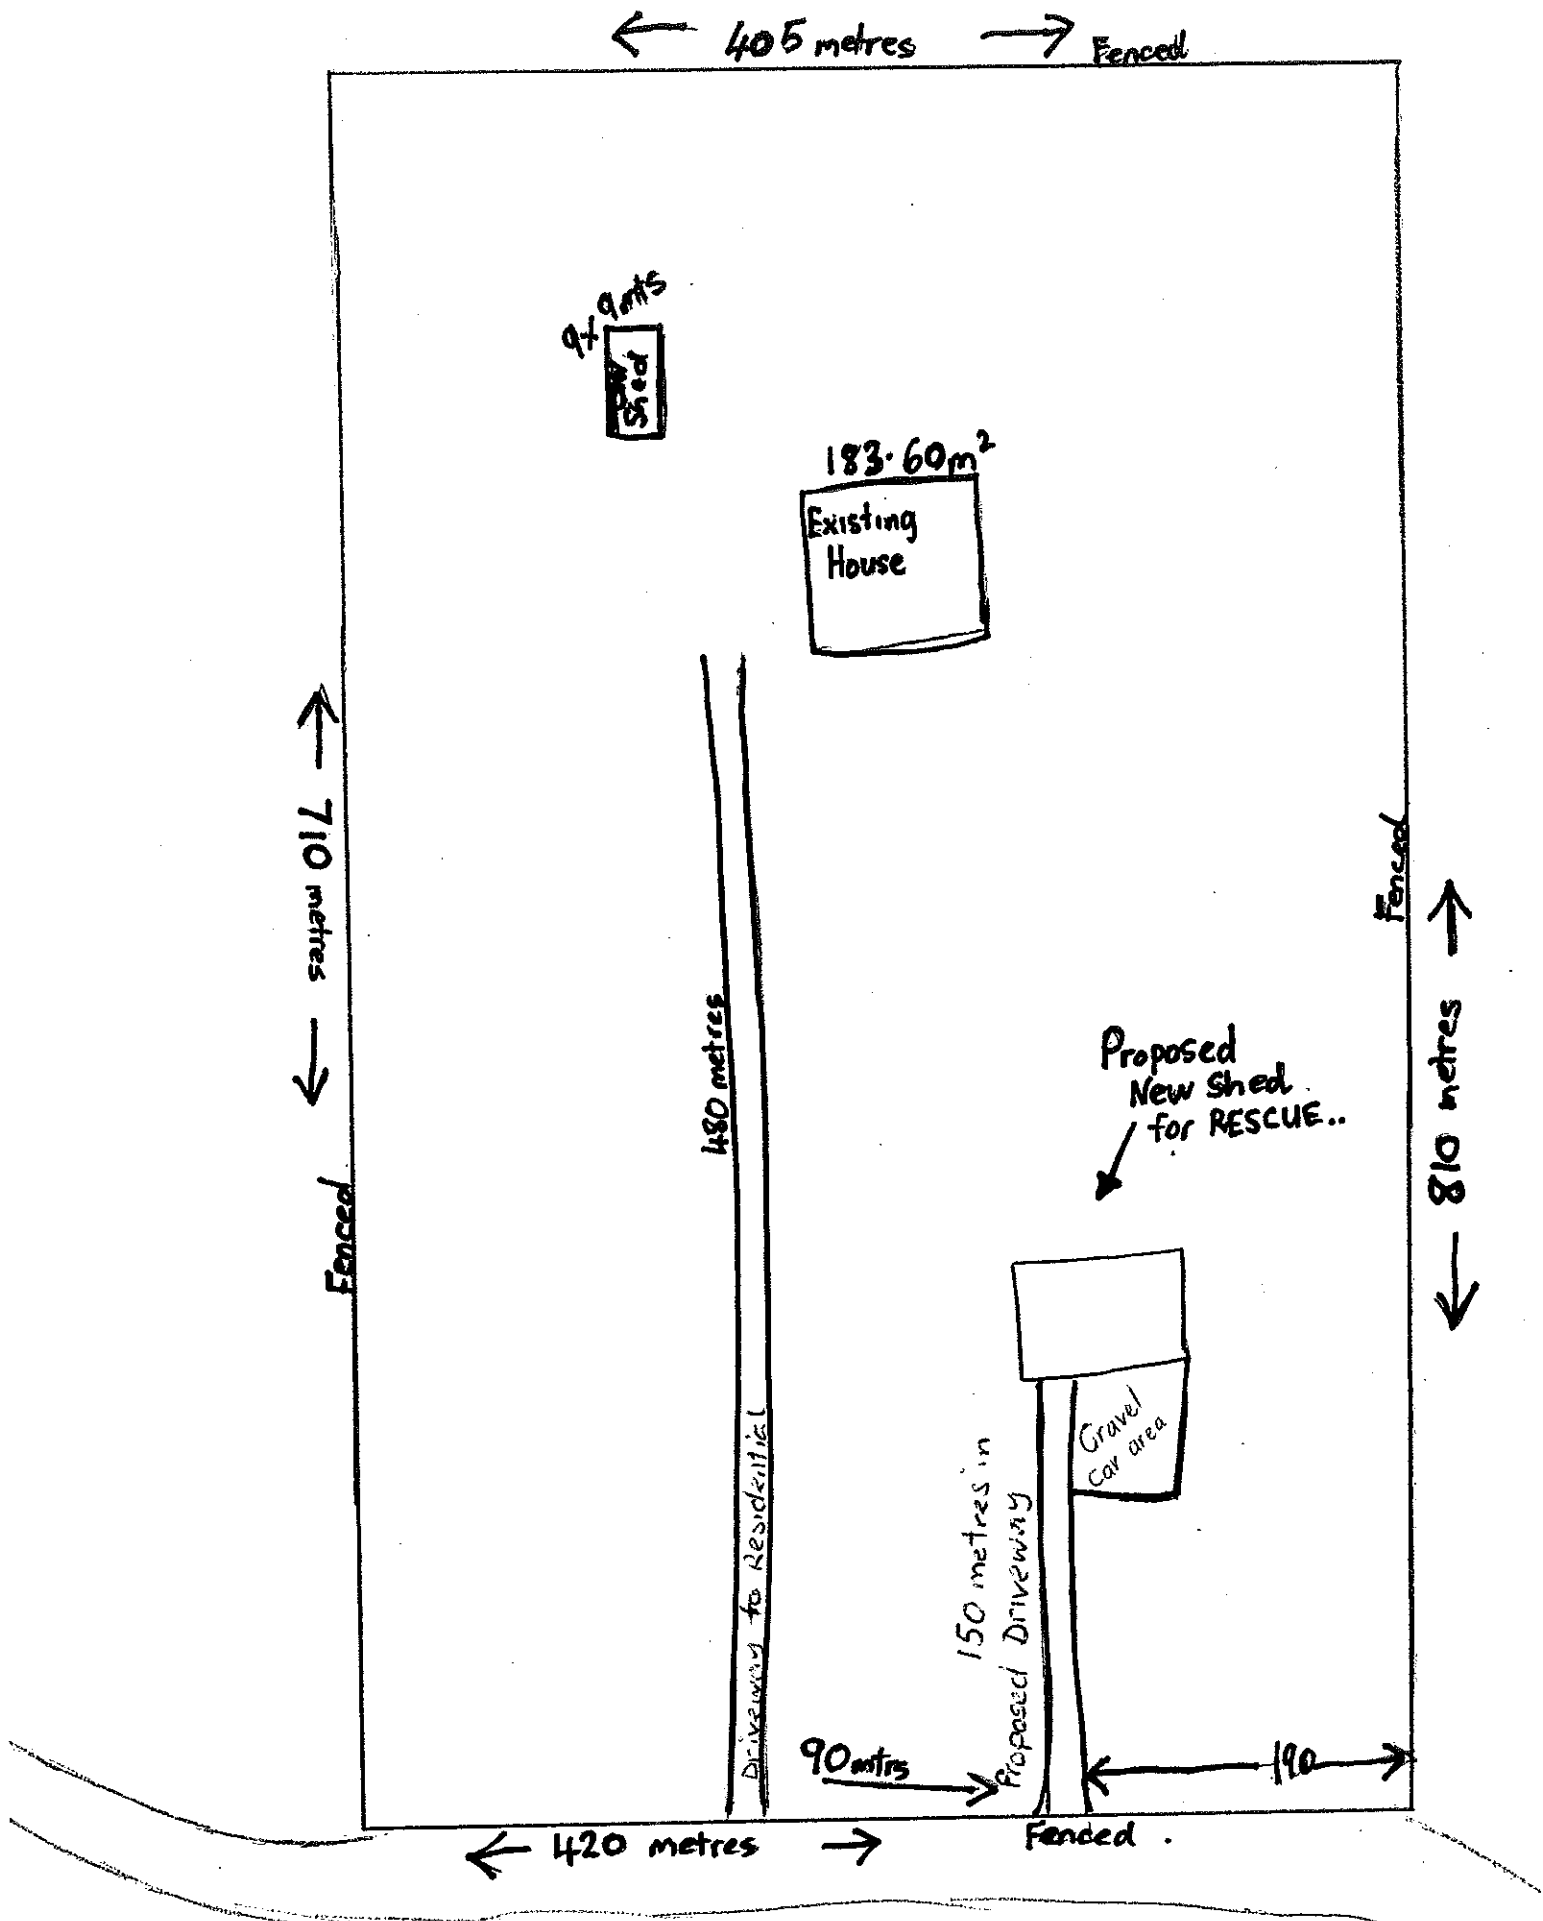 405 metres
Fenced
9x9mts
Shed
183.60m²
Existing
House
710 metres
Fenced
810 metres
Fenced
480 metres
Proposed
New Shed
for RESCUE..
Gravel
Car area
150 metres in
Proposed Driveway
Driveway to Residential
90mtrs
190
420 metres
Fenced .